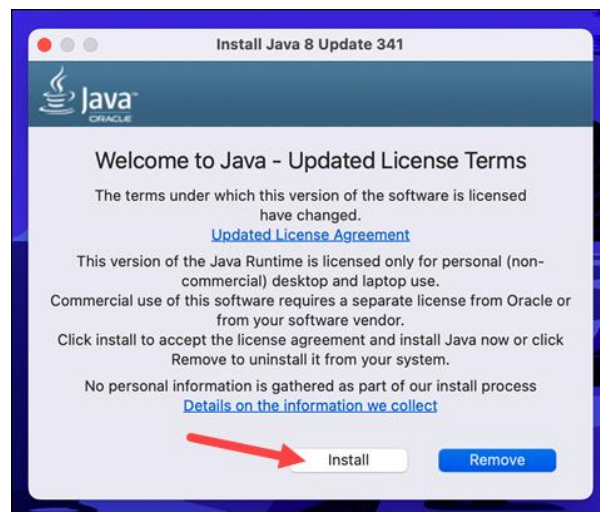 Install Java 8 Update 341
Java
ORACLE
Welcome to Java - Updated License Terms
The terms under which this version of the software is licensed
have changed.
Updated License Agreement
This version of the Java Runtime is licensed only for personal (non-
commercial) desktop and laptop use.
Commercial use of this software requires a separate license from Oracle or
from your software vendor.
Click install to accept the license agreement and install Java now or click
Remove to uninstall it from your system.
No personal information is gathered as part of our install process
Details on the information we collect
Install
Remove